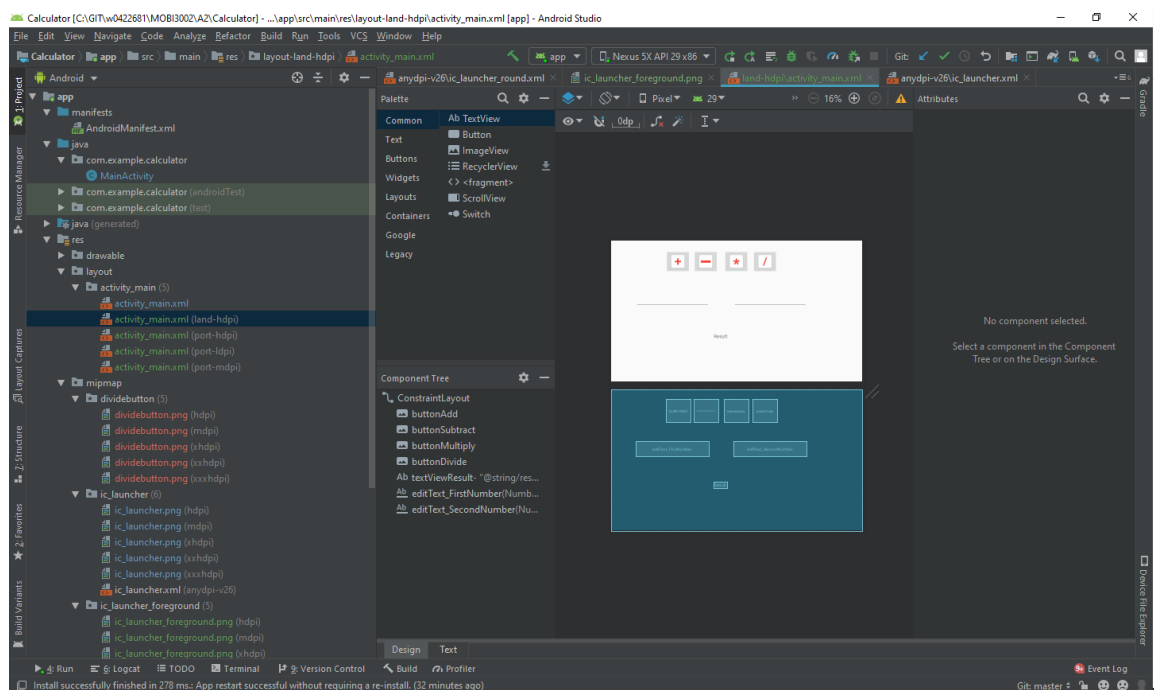 Calculator [C:\GIT\w0422681\MOBI3002\A2\Calculator] - ...\app\src\main\res\layout-land-hdpi\activity_main.xml [app] - Android Studio
File Edit View Navigate Code Analyze Refactor Build Run Tools VCS Window Help
Calculator app src main res layout-land-hdpi activity_main.xml app Nexus 5X API 29 x86 Git:
Android
anydpi-v26\ic_launcher_round.xml ic_launcher_foreground.png land-hdpi\activity_main.xml anydpi-v26\ic_launcher.xml
1: Project
Resource Manager
Layout Captures
7: Structure
2: Favorites
Build Variants
app
manifests
AndroidManifest.xml
java
com.example.calculator
MainActivity
com.example.calculator (androidTest)
com.example.calculator (test)
java (generated)
res
drawable
layout
activity_main (5)
activity_main.xml
activity_main.xml (land-hdpi)
activity_main.xml (port-hdpi)
activity_main.xml (port-ldpi)
activity_main.xml (port-mdpi)
mipmap
dividebutton (5)
dividebutton.png (hdpi)
dividebutton.png (mdpi)
dividebutton.png (xhdpi)
dividebutton.png (xxhdpi)
dividebutton.png (xxxhdpi)
ic_launcher (6)
ic_launcher.png (hdpi)
ic_launcher.png (mdpi)
ic_launcher.png (xhdpi)
ic_launcher.png (xxhdpi)
ic_launcher.png (xxxhdpi)
ic_launcher.xml (anydpi-v26)
ic_launcher_foreground (5)
ic_launcher_foreground.png (hdpi)
ic_launcher_foreground.png (mdpi)
ic_launcher_foreground.png (xhdpi)
Palette
Common
Text
Buttons
Widgets
Layouts
Containers
Google
Legacy
Ab TextView
Button
ImageView
RecyclerView
<> <fragment>
ScrollView
Switch
Pixel 29 » 16%
0dp
Component Tree
ConstraintLayout
buttonAdd
buttonSubtract
buttonMultiply
buttonDivide
Ab textViewResult- "@string/res...
Ab editText_FirstNumber(Numb...
Ab editText_SecondNumber(Nu...
+ − * /
Result
editText_FirstNumber editText_SecondNumber
Result
Design Text
Attributes
No component selected.
Select a component in the Component
Tree or on the Design Surface.
Gradle
Device File Explorer
4: Run 6: Logcat TODO Terminal 9: Version Control Build Profiler Event Log
Install successfully finished in 278 ms.: App restart successful without requiring a re-install. (32 minutes ago) Git: master